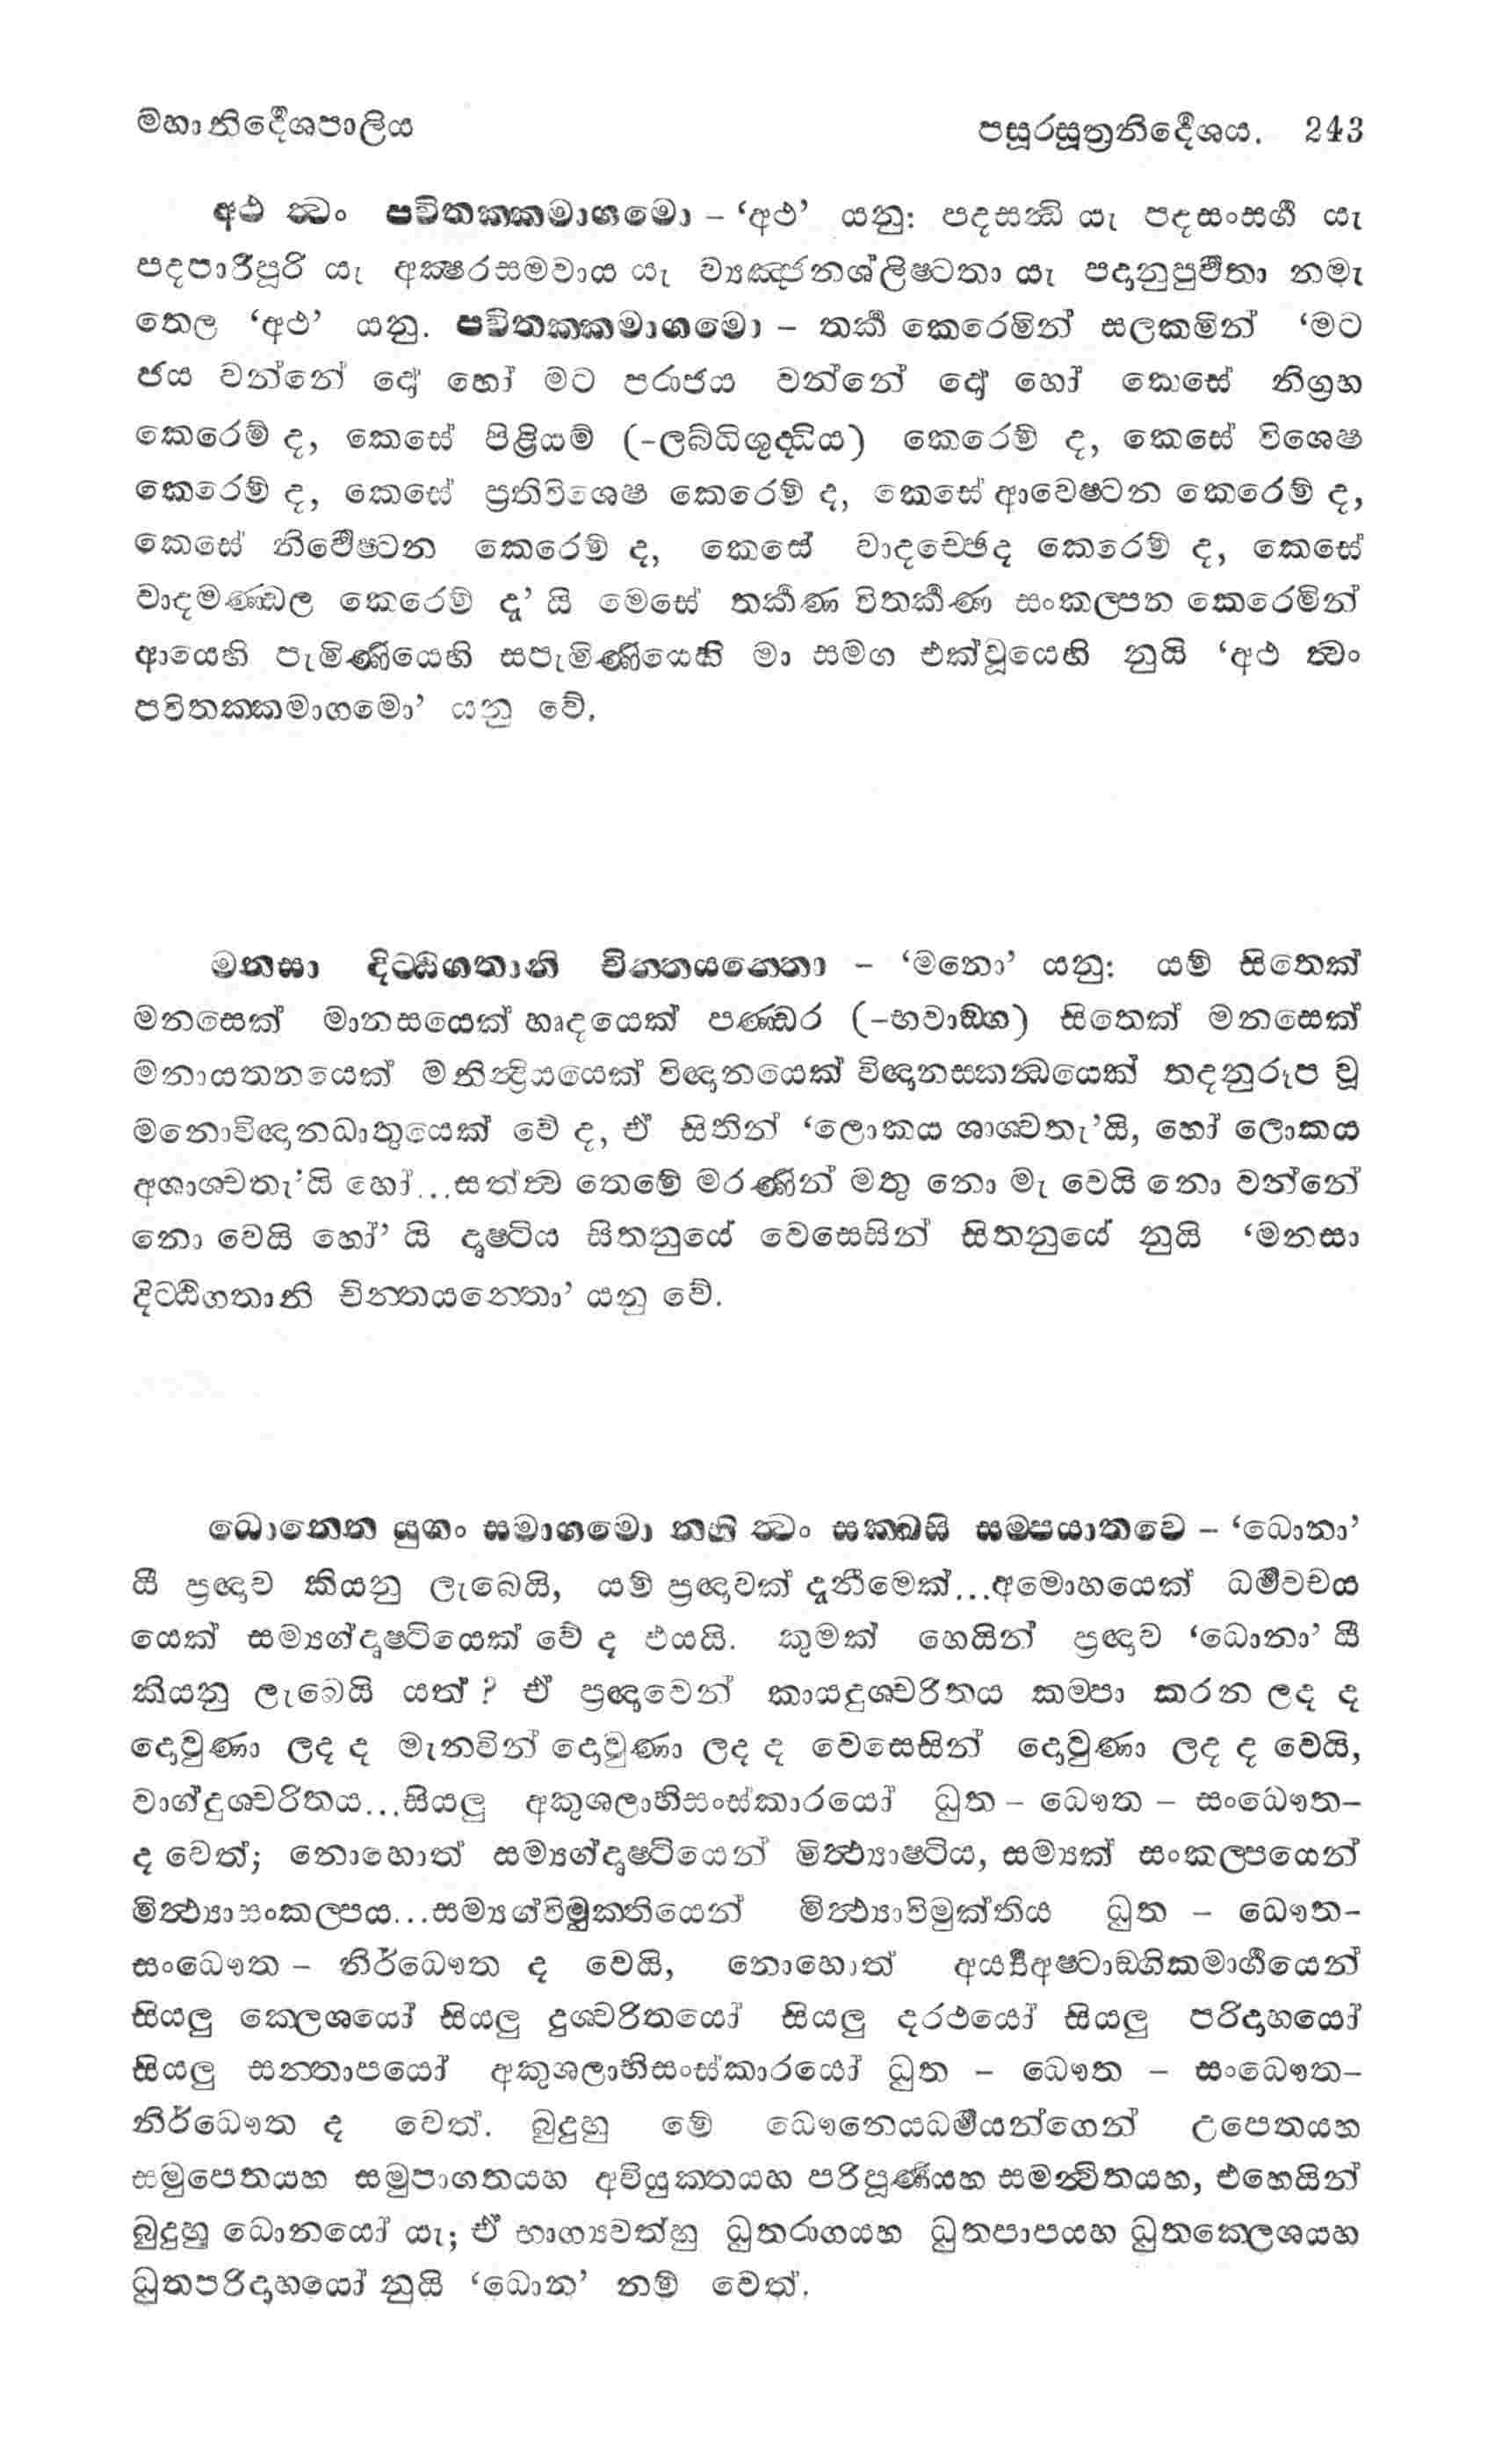 මහානිර්දේශපාලිය පසූරසූත්‍රනිර්දේශය. 243
අථ ත්වං පවිතක්කමාගමො – ‘අථ’ යනු: පදසන්ධි යැ පදසංසර්ග යැ
පදපාරිපූරි යැ අක්ෂරසමවාය යැ ව්‍යඤ්ජනශ්ලිෂ්ටතා යැ පදානුපූර්විතා නමැ
තෙල ‘අථ’ යනු. පවිතක්කමාගමො – තර්ක කෙරෙමින් සලකමින් ‘මට
ජය වන්නේ දෝ හෝ මට පරාජය වන්නේ දෝ හෝ කෙසේ නිග්‍රහ
කෙරෙම් ද, කෙසේ පිළියම් (-ලබ්ධිශුද්ධිය) කෙරෙම් ද, කෙසේ විශෙෂ
කෙරෙම් ද, කෙසේ ප්‍රතිවිශෙෂ කෙරෙම් ද, කෙසේ ආවෙෂ්ටන කෙරෙම් ද,
කෙසේ නිර්වෙෂ්ටන කෙරෙම් ද, කෙසේ වාදච්ඡෙද කෙරෙම් ද, කෙසේ
වාදමණ්ඩල කෙරෙම් දැ’ යි මෙසේ තර්කණ විතර්කණ සංකල්පන කෙරෙමින්
ආයෙහි පැමිණියෙහි සපැමිණියෙහි මා සමග එක්වූයෙහි නුයි ‘අථ ත්වං
පවිතක්කමාගමො’ යනු වේ.
මනසා දිට්ඨිගතානි චින්තයන්තො – ‘මනො’ යනු: යම් සිතෙක්
මනසෙක් මානසයෙක් හෘදයෙක් පණ්ඩර (-භවාඞ්ග) සිතෙක් මනසෙක්
මනායතනයෙක් මනින්ද්‍රියයෙක් විඥානයෙක් විඥානස්කන්ධයෙක් තදනුරූප වූ
මනොවිඥානධාතුයෙක් වේ ද, ඒ සිතින් ‘ලොකය ශාශ්වතැ’යි, හෝ ලොකය
අශාශ්වතැ’යි හෝ...සත්ත්ව තෙමේ මරණින් මතු නො මැ වෙයි නො වන්නේ
නො වෙයි හෝ’ යි දෘෂ්ටිය සිතනුයේ වෙසෙසින් සිතනුයේ නුයි ‘මනසා
දිට්ඨිගතානි චින්තයන්තො’ යනු වේ.
ධොනෙන යුගං සමාගමො නහි ත්වං සක්ඛසි සම්පයාතවෙ – ‘ධොනා’
යී ප්‍රඥාව කියනු ලැබෙයි, යම් ප්‍රඥාවක් දැනීමෙක්...අමොහයෙක් ධර්මවචය
යෙක් සම්‍යග්දෘෂ්ටියෙක් වේ ද එයයි. කුමක් හෙයින් ප්‍රඥාව ‘ධොනා’ යී
කියනු ලැබෙයි යත් ? ඒ ප්‍රඥාවෙන් කායදුශ්චරිතය කම්පා කරන ලද ද
දොවුණා ලද ද මැනවින් දොවුණා ලද ද වෙසෙසින් දොවුණා ලද ද වෙයි,
වාග්දුශ්චරිතය...සියලු අකුශලාභිසංස්කාරයෝ ධුත – ධෞත – සංධෞත–
ද වෙත්; නොහොත් සම්‍යග්දෘෂ්ටියෙන් මිත්‍ථ්‍යාෂ්ටිය, සම්‍යක් සංකල්පයෙන්
මිත්‍ථ්‍යාසංකල්පය...සම්‍යග්විමුක්තියෙන් මිත්‍ථ්‍යාවිමුක්තිය ධුත – ධෞත–
සංධෞත – නිර්ධෞත ද වෙයි, නොහොත් අර්‍ය්‍යඅෂ්ටාඞ්ගිකමාර්ගයෙන්
සියලු ක්ලෙශයෝ සියලු දුශ්චරිතයෝ සියලු දරථයෝ සියලු පරිදාහයෝ
සියලු සන්තාපයෝ අකුශලාභිසංස්කාරයෝ ධුත – ධෞත – සංධෞත–
නිර්ධෞත ද වෙත්. බුදුහු මේ ධෞනෙයධර්මයන්ගෙන් උපෙතයහ
සමුපෙතයහ සමුපාගතයහ අවියුක්තයහ පරිපූර්ණයහ සමන්විතයහ, එහෙයින්
බුදුහු ධොනයෝ යැ; ඒ භාග්‍යවත්හු ධුතරාගයහ ධුතපාපයහ ධුතක්ලෙශයහ
ධුතපරිදාහයෝ නුයි ‘ධොන’ නම් වෙත්.